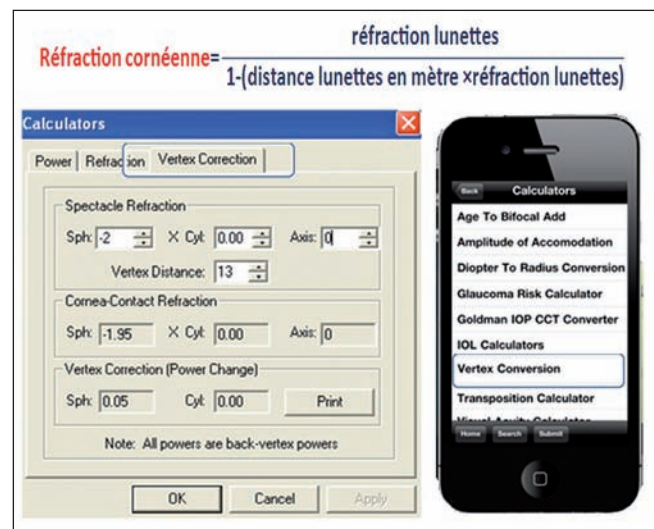 réfraction lunettes
Réfraction cornéenne=
1-(distance lunettes en mètre ×réfraction lunettes)
Calculators
Power Refraction Vertex Correction
Spectacle Refraction
Sph: -2 X Cyl: 0.00 Axis: 0
Vertex Distance: 13
Cornea-Contact Refraction
Sph: -1.95 X Cyl: 0.00 Axis: 0
Vertex Correction (Power Change)
Sph: 0.05 Cyl: 0.00 Print
Note: All powers are back-vertex powers
OK Cancel Apply
Back Calculators
Age To Bifocal Add
Amplitude of Accomodation
Diopter To Radius Conversion
Glaucoma Risk Calculator
Goldman IOP CCT Converter
IOL Calculators
Vertex Conversion
Transposition Calculator
Visual Acuity Calculator
Home Search Submit